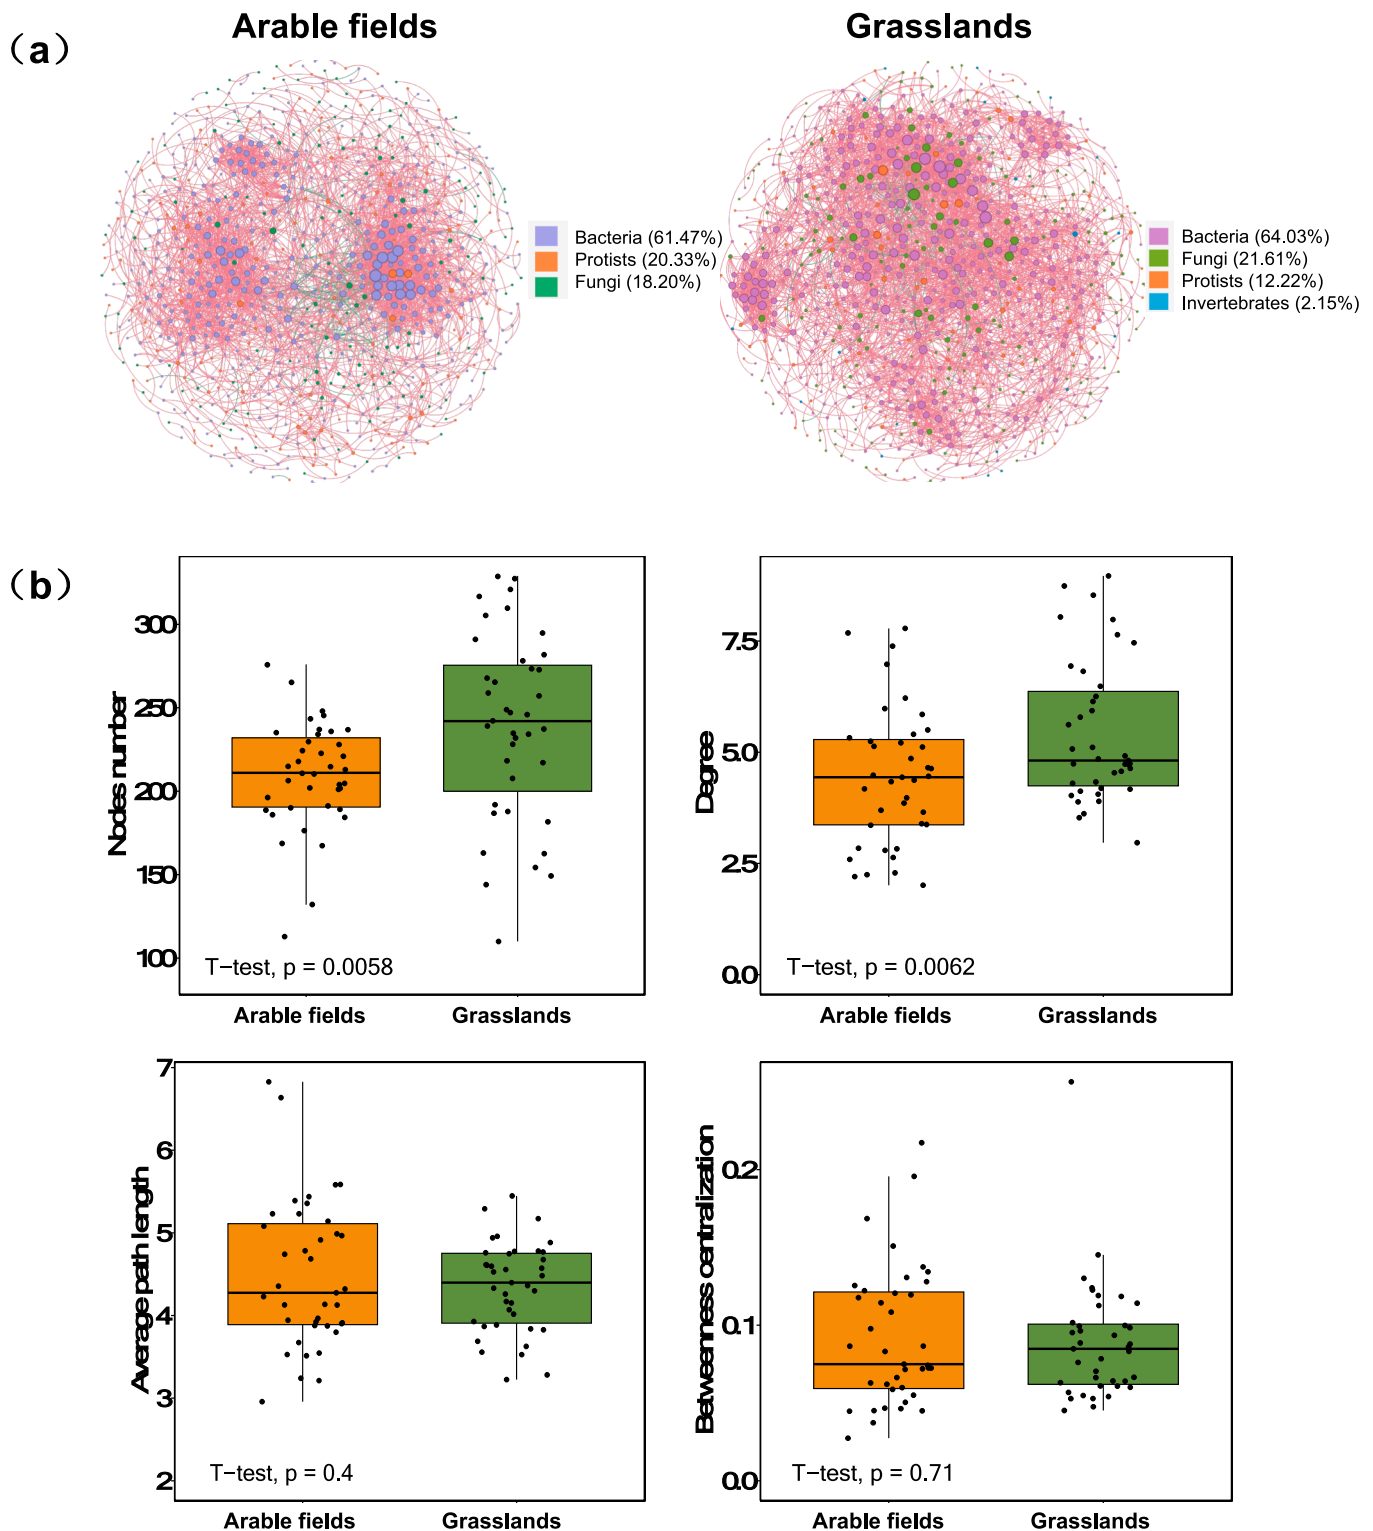 Arable fields
Grasslands
（a）
Bacteria (61.47%)
Protists (20.33%)
Fungi (18.20%)
Bacteria (64.03%)
Fungi (21.61%)
Protists (12.22%)
Invertebrates (2.15%)
（b）
Nodes number
300
250
200
150
100
T−test, p = 0.0058
Arable fields
Grasslands
Degree
7.5
5.0
2.5
0.0
T−test, p = 0.0062
Arable fields
Grasslands
Average path length
7
6
5
4
3
2
T−test, p = 0.4
Arable fields
Grasslands
Betweenness centralization
0.2
0.1
0.0
T−test, p = 0.71
Arable fields
Grasslands